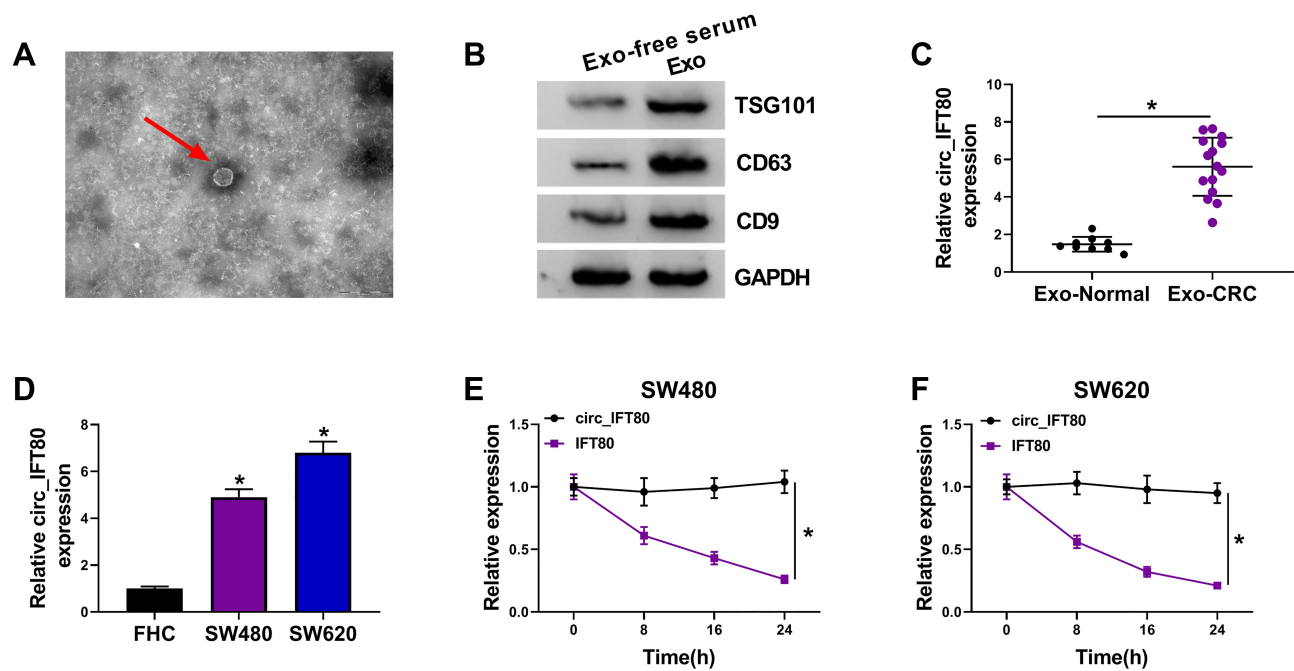 A
B
Exo-free serum
Exo
TSG101
CD63
CD9
GAPDH
C
Relative circ_IFT80
expression
10
8
6
4
2
0
*
Exo-Normal
Exo-CRC
D
Relative circ_IFT80
expression
8
6
4
2
0
*
*
FHC
SW480
SW620
E
SW480
circ_IFT80
IFT80
Relative expression
1.5
1.0
0.5
0.0
*
0
8
16
24
Time(h)
F
SW620
circ_IFT80
IFT80
Relative expression
1.5
1.0
0.5
0.0
*
0
8
16
24
Time(h)